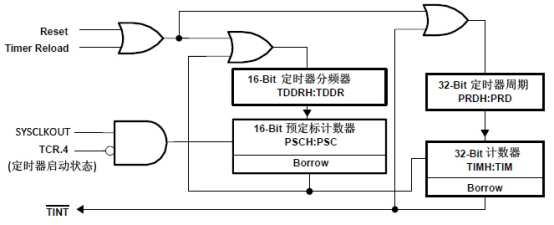 Reset
Timer Reload
16-Bit 定时器分频器
TDDRH:TDDR
32-Bit 定时器周期
PRDH:PRD
SYSCLKOUT
TCR.4
(定时器启动状态)
16-Bit 预定标计数器
PSCH:PSC
Borrow
32-Bit 计数器
TIMH:TIM
Borrow
TINT